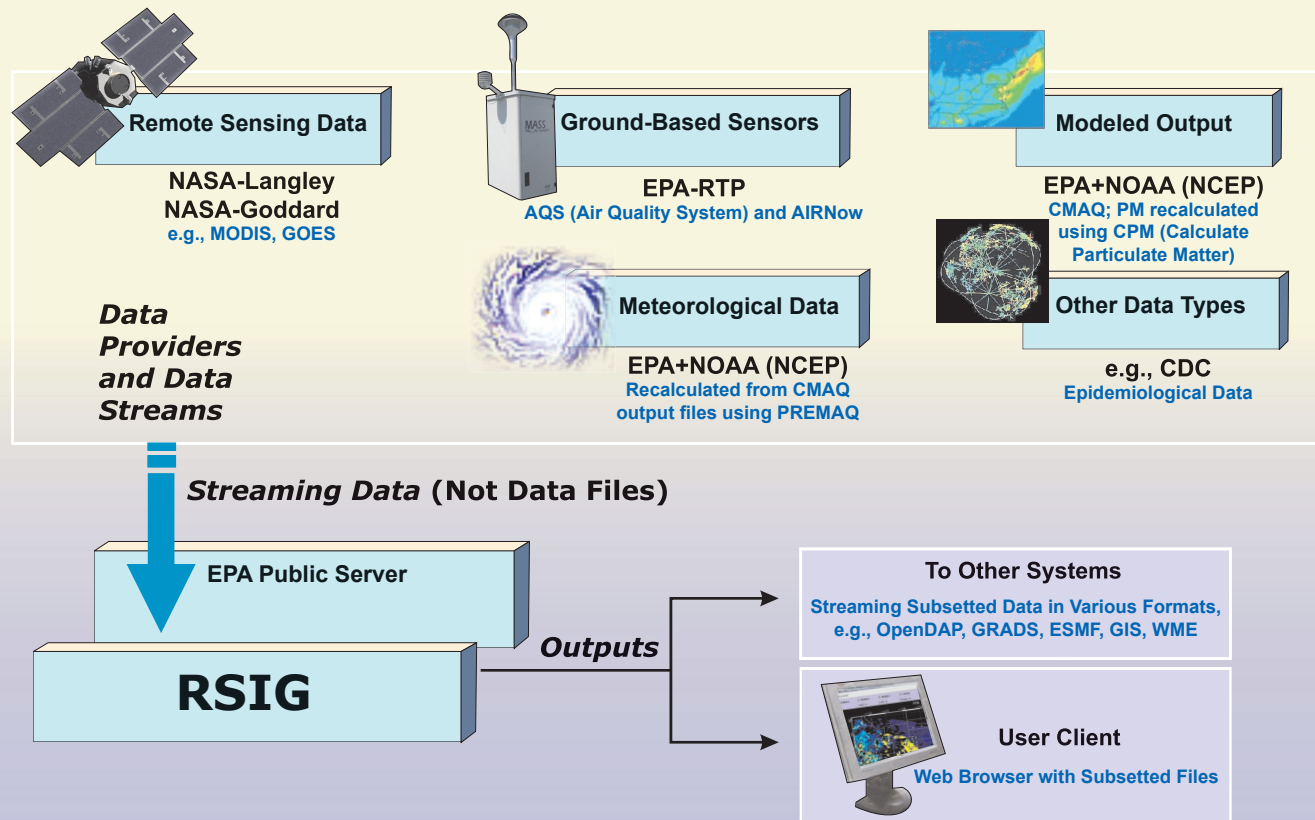 Remote Sensing Data
NASA-Langley
NASA-Goddard
e.g., MODIS, GOES
MASS
Ground-Based Sensors
EPA-RTP
AQS (Air Quality System) and AIRNow
Modeled Output
EPA+NOAA (NCEP)
CMAQ; PM recalculated
using CPM (Calculate
Particulate Matter)
Meteorological Data
EPA+NOAA (NCEP)
Recalculated from CMAQ
output files using PREMAQ
Other Data Types
e.g., CDC
Epidemiological Data
Data
Providers
and Data
Streams
Streaming Data (Not Data Files)
EPA Public Server
RSIG
Outputs
To Other Systems
Streaming Subsetted Data in Various Formats,
e.g., OpenDAP, GRADS, ESMF, GIS, WME
User Client
Web Browser with Subsetted Files